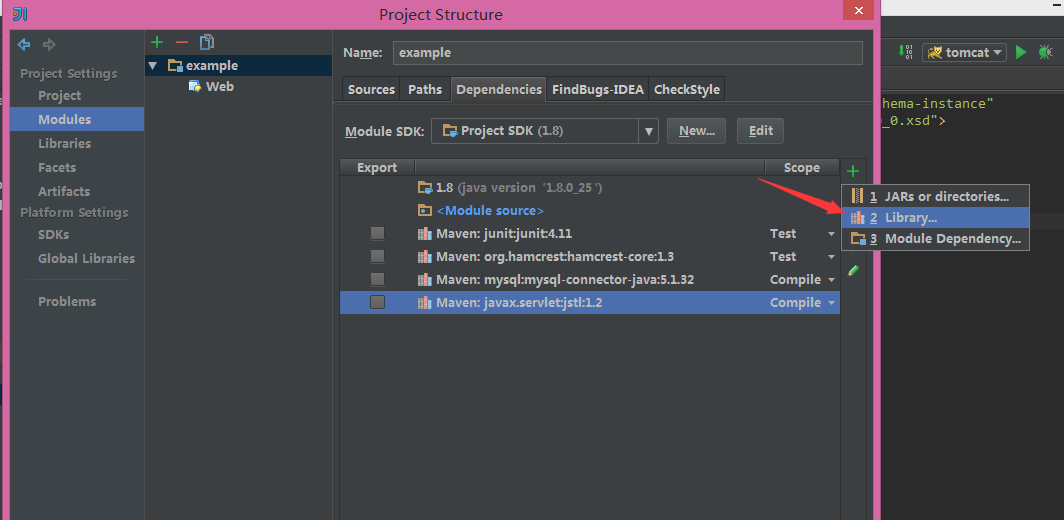 Project Structure
Project Settings
Project
Modules
Libraries
Facets
Artifacts
Platform Settings
SDKs
Global Libraries
Problems
example
Web
Name: example
Sources Paths Dependencies FindBugs-IDEA CheckStyle
Module SDK: Project SDK (1.8) New... Edit
Export Scope
1.8 (java version '1.8.0_25')
<Module source>
Maven: junit:junit:4.11 Test
Maven: org.hamcrest:hamcrest-core:1.3 Test
Maven: mysql:mysql-connector-java:5.1.32 Compile
Maven: javax.servlet:jstl:1.2 Compile
1 JARs or directories...
2 Library...
3 Module Dependency...
tomcat
hema-instance"
_0.xsd">